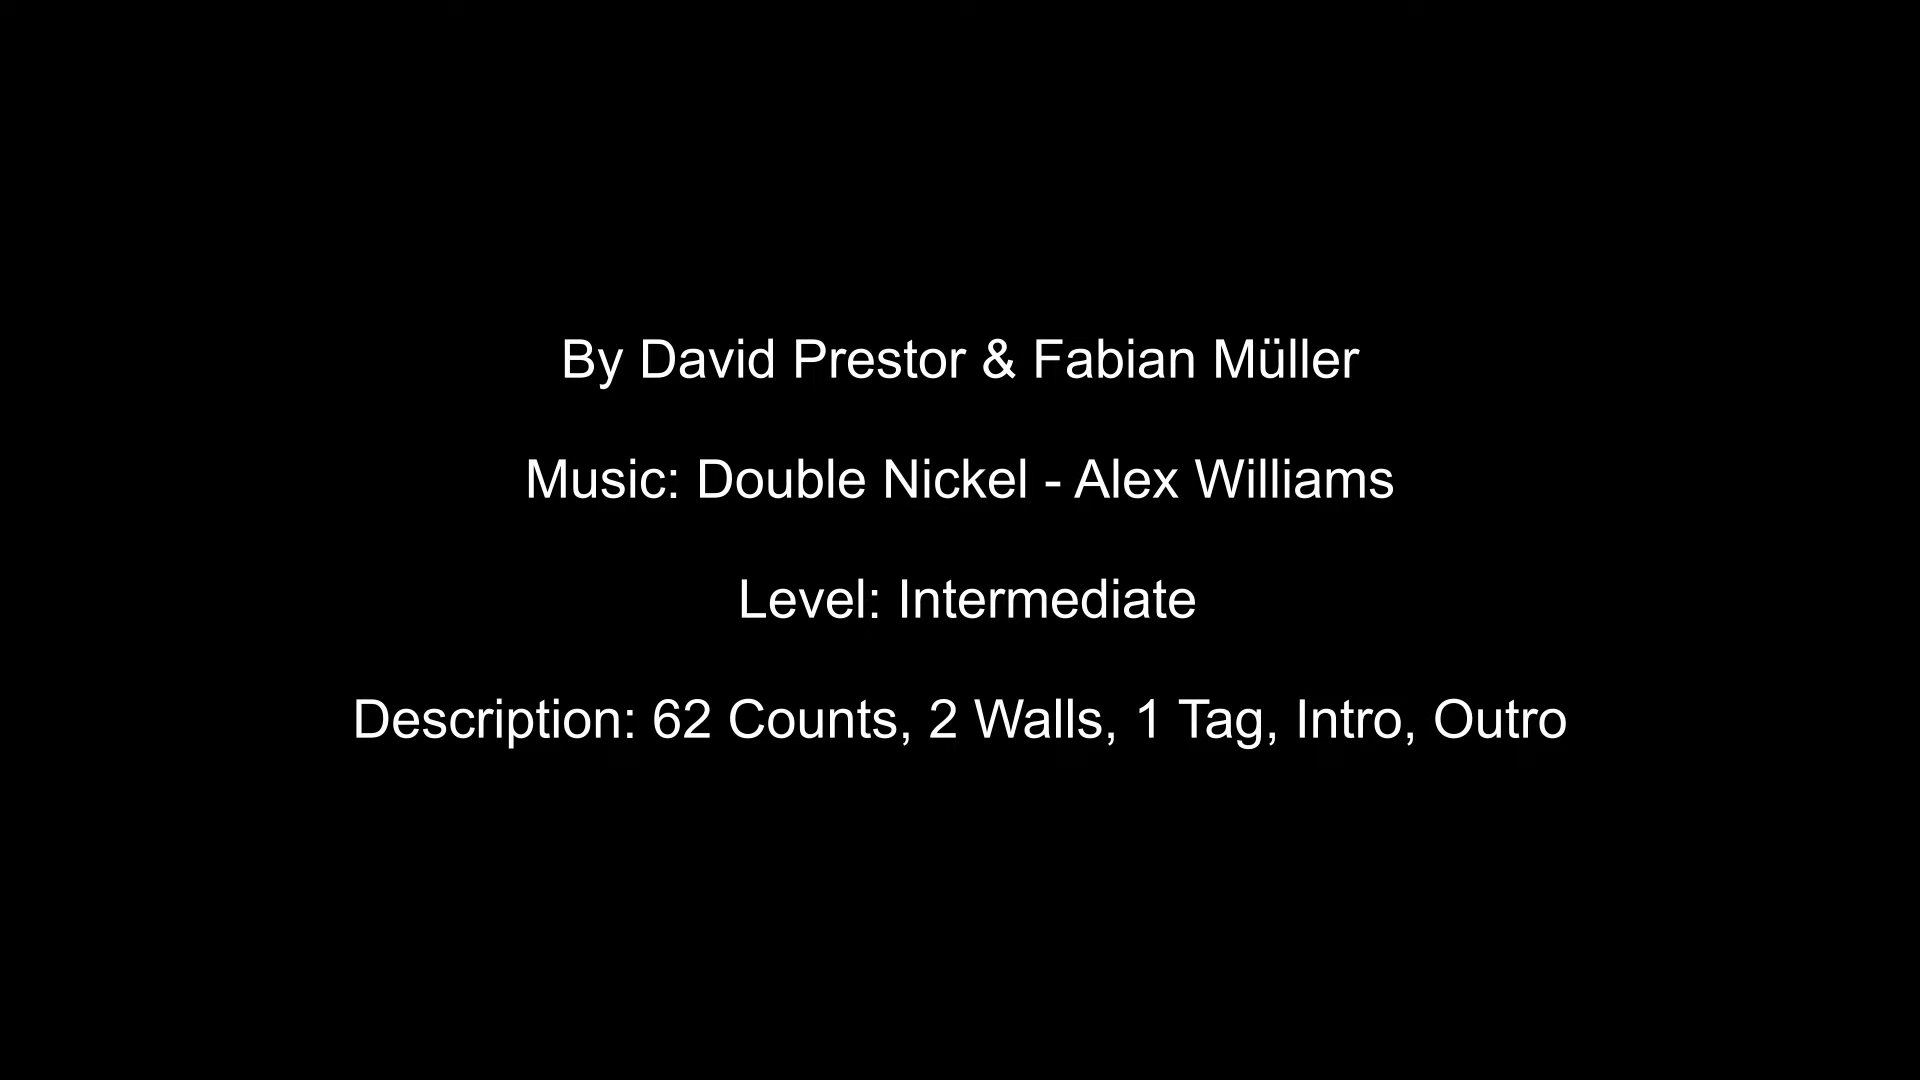 By David Prestor & Fabian Müller
Music: Double Nickel - Alex Williams
Level: Intermediate
Description: 62 Counts, 2 Walls, 1 Tag, Intro, Outro